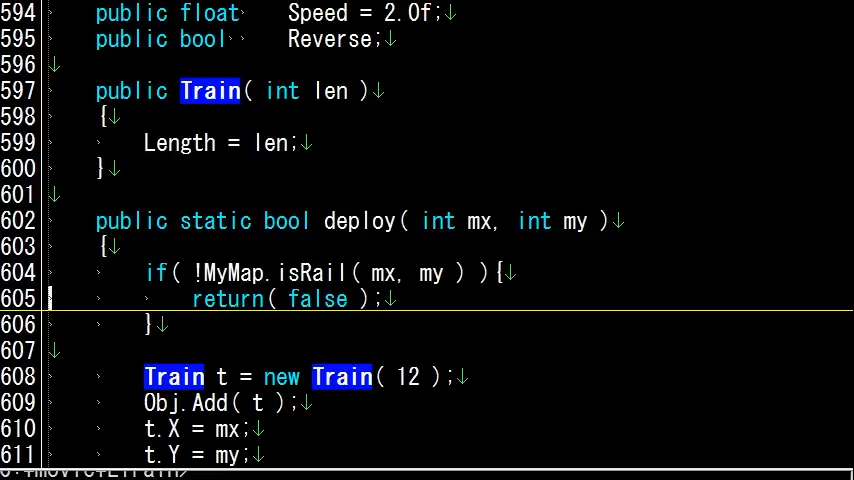 594 public float Speed = 2.0f;↓
595 public bool Reverse;↓
596 ↓
597 public Train( int len )↓
598 {↓
599 Length = len;↓
600 }↓
601 ↓
602 public static bool deploy( int mx, int my )↓
603 {↓
604 if( !MyMap.isRail( mx, my ) ){↓
605 return( false );↓
606 }↓
607 ↓
608 Train t = new Train( 12 );↓
609 Obj.Add( t );↓
610 t.X = mx;↓
611 t.Y = my;↓